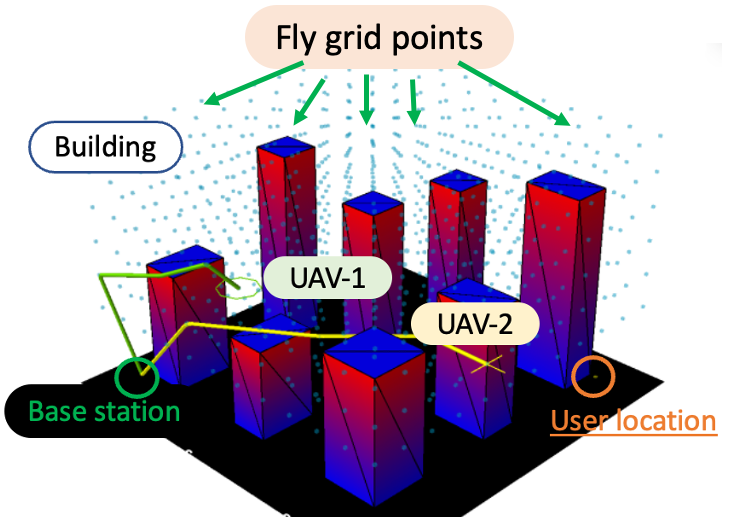 Fly grid points
Building
UAV-1
UAV-2
Base station
User location